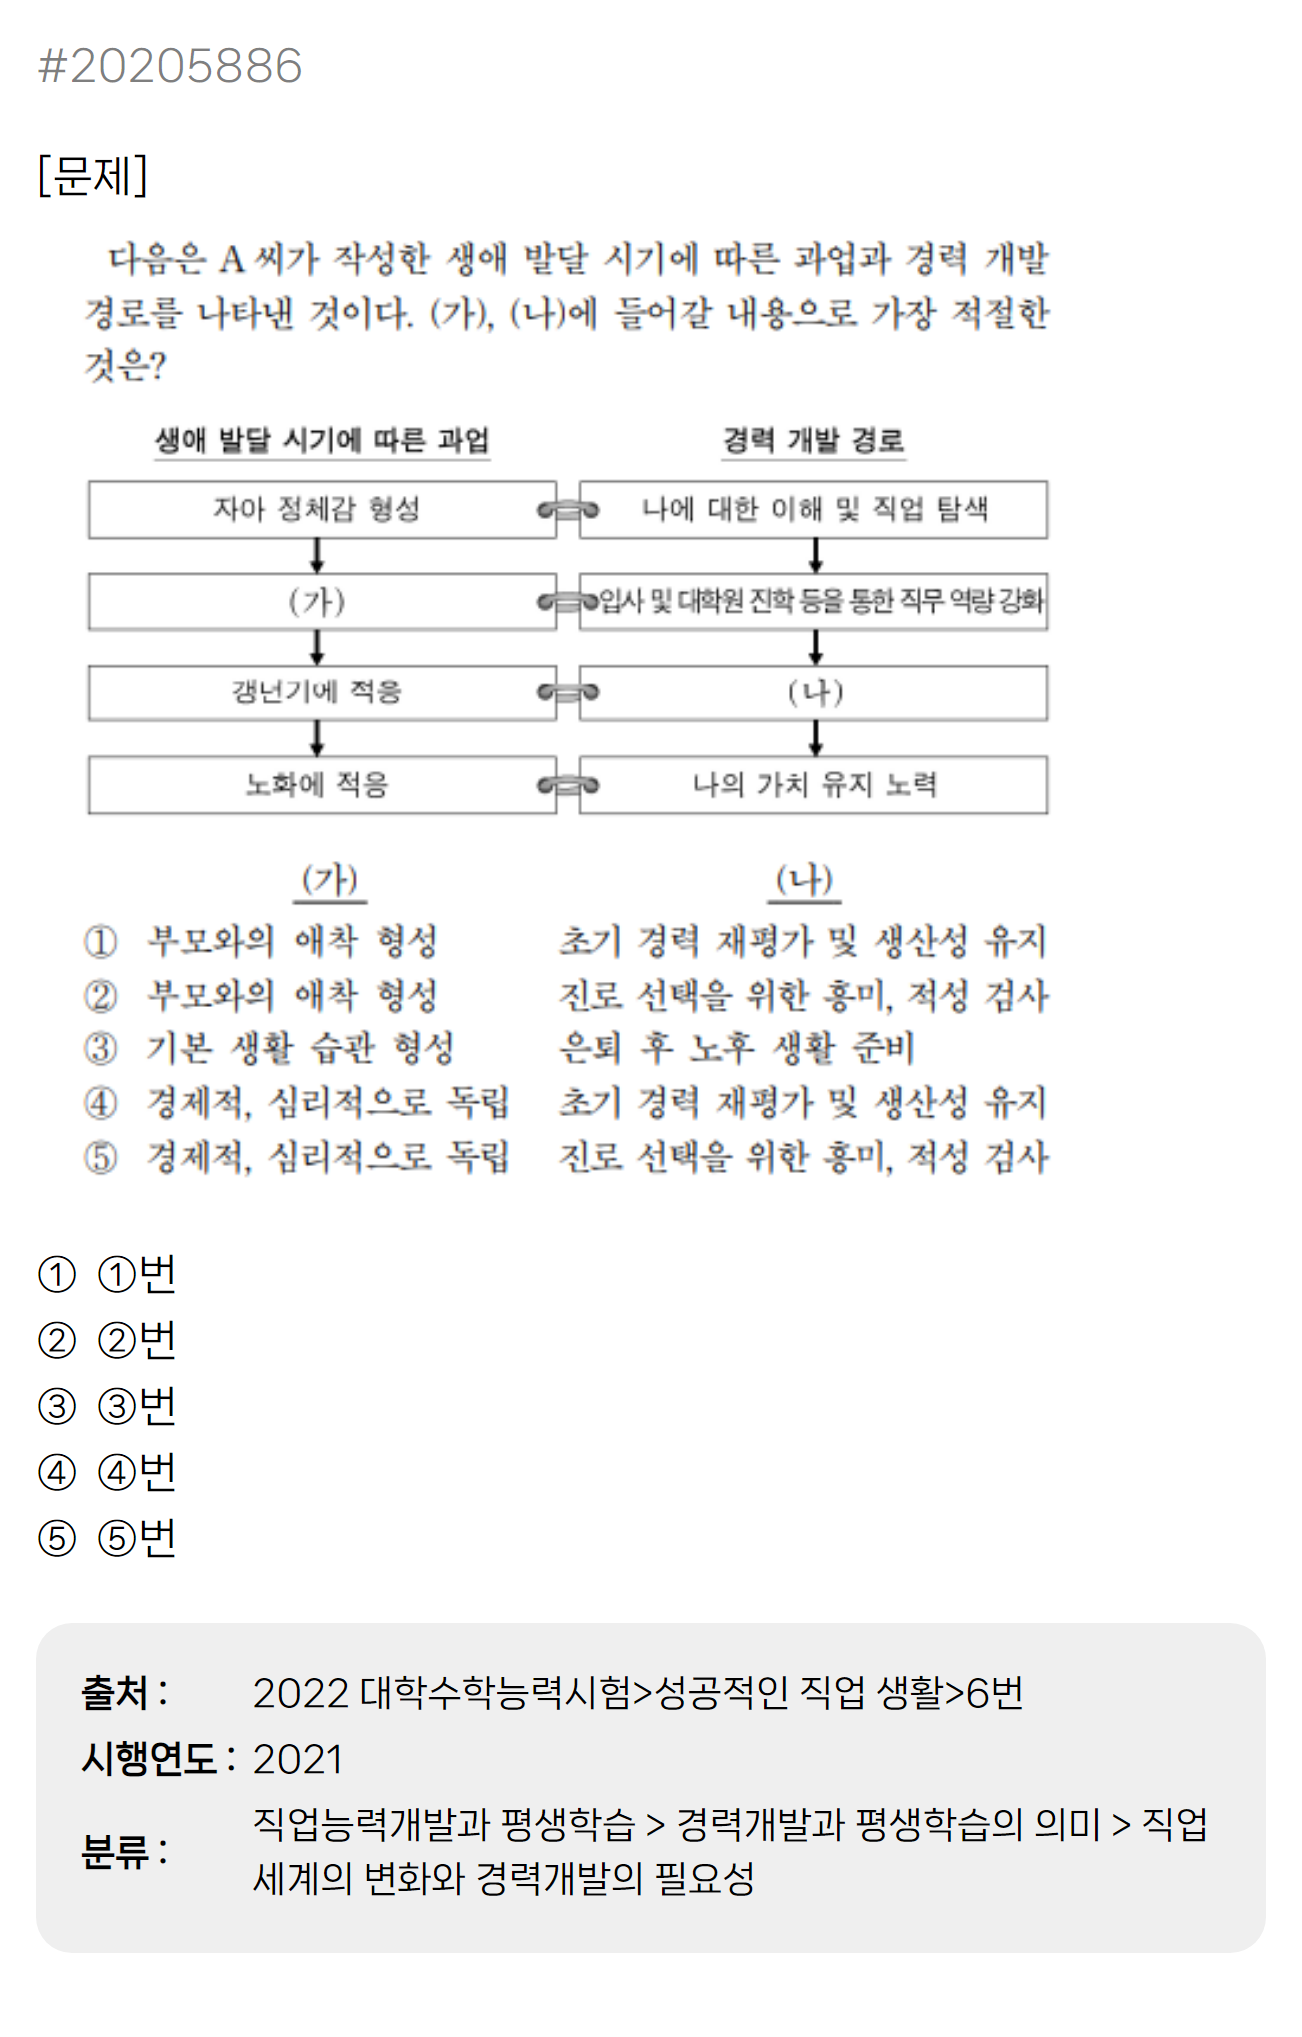 #20205886
[문제]
다음은 A 씨가 작성한 생애 발달 시기에 따른 과업과 경력 개발
경로를 나타낸 것이다. (가), (나)에 들어갈 내용으로 가장 적절한
것은?
생애 발달 시기에 따른 과업 경력 개발 경로
자아 정체감 형성 나에 대한 이해 및 직업 탐색
(가) 입사 및 대학원 진학 등을 통한 직무 역량 강화
갱년기에 적응 (나)
노화에 적응 나의 가치 유지 노력
(가) (나)
① 부모와의 애착 형성 초기 경력 재평가 및 생산성 유지
② 부모와의 애착 형성 진로 선택을 위한 흥미, 적성 검사
③ 기본 생활 습관 형성 은퇴 후 노후 생활 준비
④ 경제적, 심리적으로 독립 초기 경력 재평가 및 생산성 유지
⑤ 경제적, 심리적으로 독립 진로 선택을 위한 흥미, 적성 검사
① ①번
② ②번
③ ③번
④ ④번
⑤ ⑤번
출처 : 2022 대학수학능력시험>성공적인 직업 생활>6번
시행연도 : 2021
분류 : 직업능력개발과 평생학습 > 경력개발과 평생학습의 의미 > 직업
세계의 변화와 경력개발의 필요성